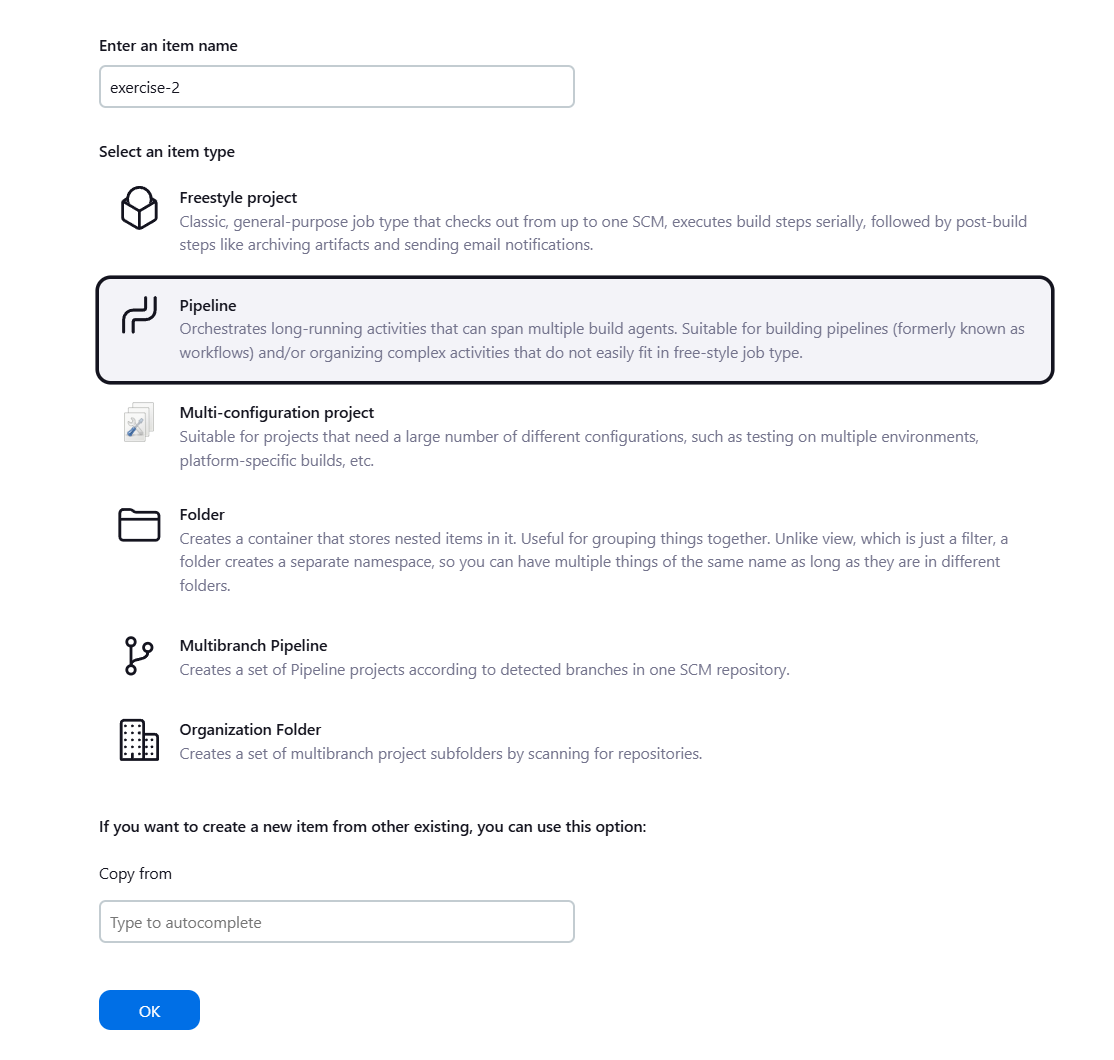 Enter an item name
exercise-2
Select an item type
Freestyle project
Classic, general-purpose job type that checks out from up to one SCM, executes build steps serially, followed by post-build
steps like archiving artifacts and sending email notifications.
Pipeline
Orchestrates long-running activities that can span multiple build agents. Suitable for building pipelines (formerly known as
workflows) and/or organizing complex activities that do not easily fit in free-style job type.
Multi-configuration project
Suitable for projects that need a large number of different configurations, such as testing on multiple environments,
platform-specific builds, etc.
Folder
Creates a container that stores nested items in it. Useful for grouping things together. Unlike view, which is just a filter, a
folder creates a separate namespace, so you can have multiple things of the same name as long as they are in different
folders.
Multibranch Pipeline
Creates a set of Pipeline projects according to detected branches in one SCM repository.
Organization Folder
Creates a set of multibranch project subfolders by scanning for repositories.
If you want to create a new item from other existing, you can use this option:
Copy from
Type to autocomplete
OK